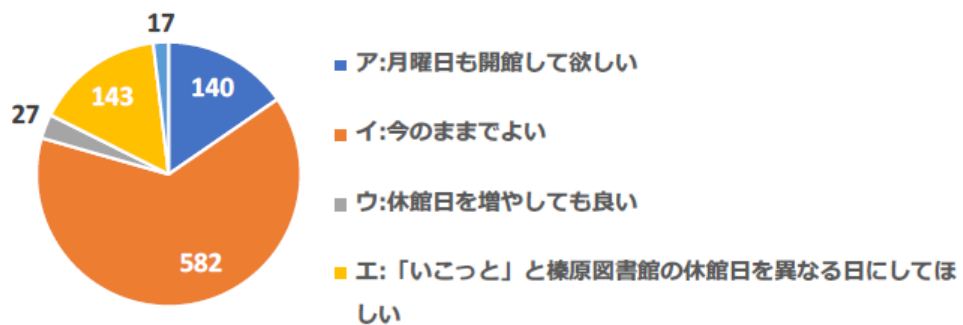 17
140
143
27
582
ア:月曜日も開館して欲しい
イ:今のままでよい
ウ:休館日を増やしても良い
エ:「いこっと」と榛原図書館の休館日を異なる日にしてほ
しい